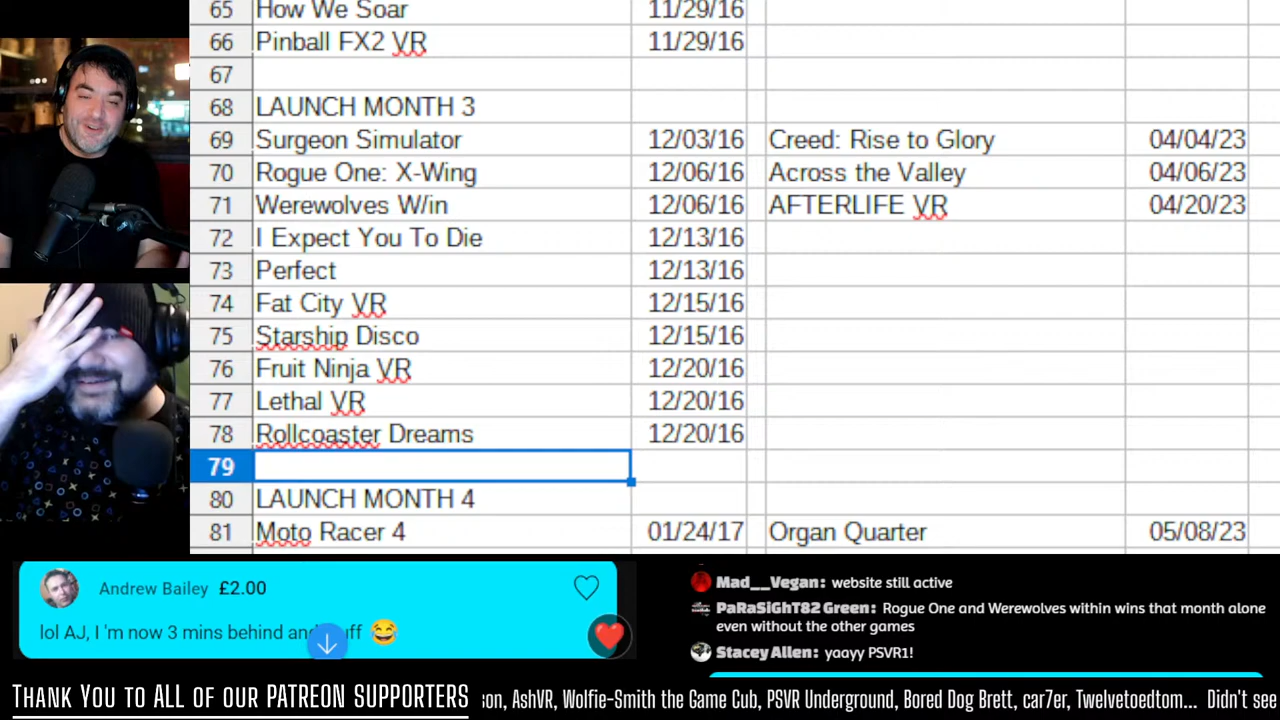 65 How We Soar 11/29/16
66 Pinball FX2 VR 11/29/16
67
68 LAUNCH MONTH 3
69 Surgeon Simulator 12/03/16 Creed: Rise to Glory 04/04/23
70 Rogue One: X-Wing 12/06/16 Across the Valley 04/06/23
71 Werewolves W/in 12/06/16 AFTERLIFE VR 04/20/23
72 I Expect You To Die 12/13/16
73 Perfect 12/13/16
74 Fat City VR 12/15/16
75 Starship Disco 12/15/16
76 Fruit Ninja VR 12/20/16
77 Lethal VR 12/20/16
78 Rollcoaster Dreams 12/20/16
79
80 LAUNCH MONTH 4
81 Moto Racer 4 01/24/17 Organ Quarter 05/08/23
Andrew Bailey £2.00
lol AJ, I 'm now 3 mins behind and uff 😂
Mad__Vegan: website still active
PaRaSiGhT82 Green: Rogue One and Werewolves within wins that month alone
even without the other games
Stacey Allen: yaayy PSVR1!
THANK YOU TO ALL OF OUR PATREON SUPPORTERS
son, AshVR, Wolfie-Smith the Game Cub, PSVR Underground, Bored Dog Brett, car7er, Twelvetoedtom... Didn't see